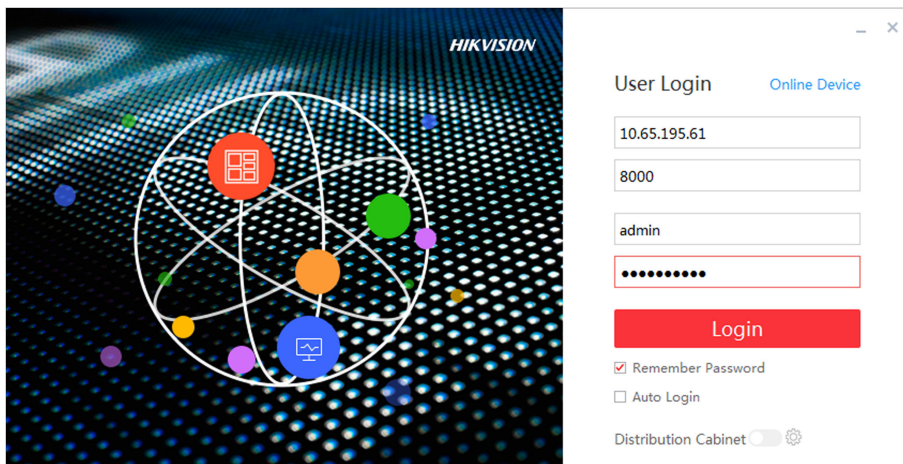 HIKVISION
User Login
Online Device
10.65.195.61
8000
admin
●●●●●●●●●●
Login
Remember Password
Auto Login
Distribution Cabinet